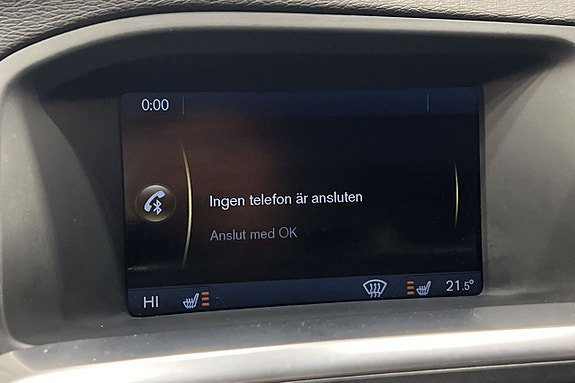 0:00
Ingen telefon är ansluten
Anslut med OK
HI 21.5°